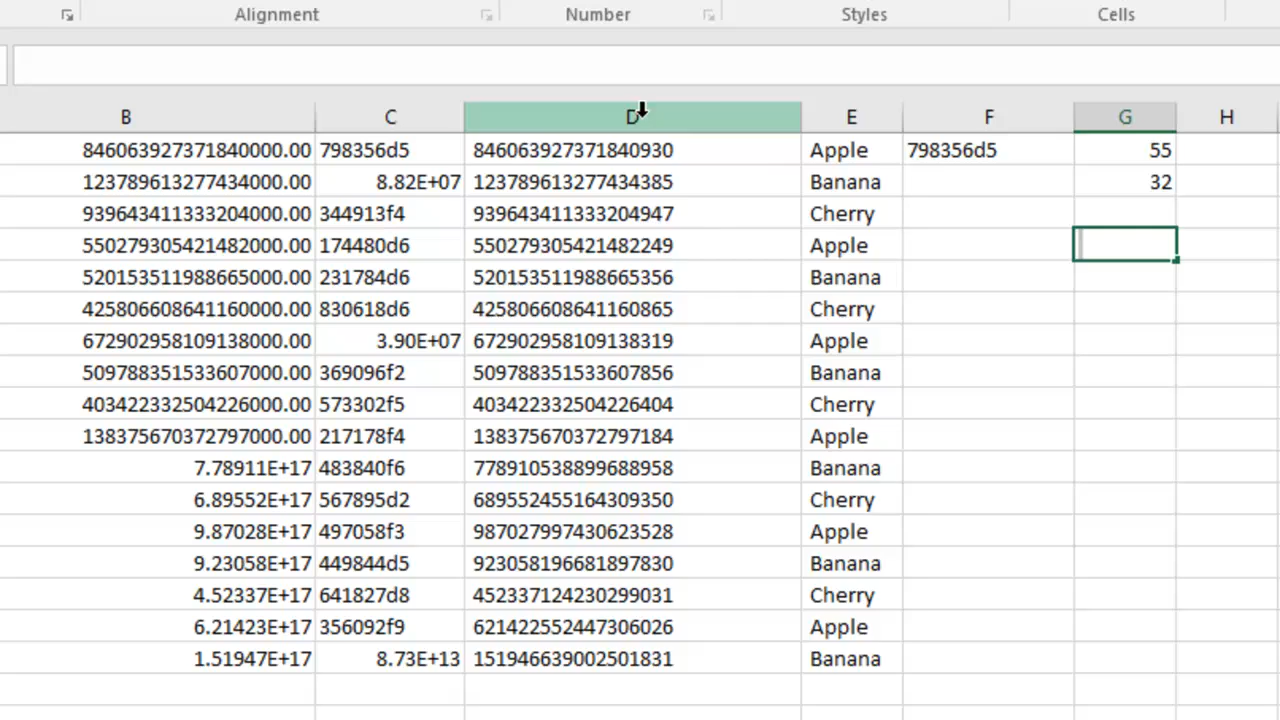 Alignment Number Styles Cells
B C D E F G H
846063927371840000.00 798356d5 846063927371840930 Apple 798356d5 55
123789613277434000.00 8.82E+07 123789613277434385 Banana 32
939643411333204000.00 344913f4 939643411333204947 Cherry
550279305421482000.00 174480d6 550279305421482249 Apple
520153511988665000.00 231784d6 520153511988665356 Banana
425806608641160000.00 830618d6 425806608641160865 Cherry
672902958109138000.00 3.90E+07 672902958109138319 Apple
509788351533607000.00 369096f2 509788351533607856 Banana
403422332504226000.00 573302f5 403422332504226404 Cherry
138375670372797000.00 217178f4 138375670372797184 Apple
7.78911E+17 483840f6 778910538899688958 Banana
6.89552E+17 567895d2 689552455164309350 Cherry
9.87028E+17 497058f3 987027997430623528 Apple
9.23058E+17 449844d5 923058196681897830 Banana
4.52337E+17 641827d8 452337124230299031 Cherry
6.21423E+17 356092f9 621422552447306026 Apple
1.51947E+17 8.73E+13 151946639002501831 Banana